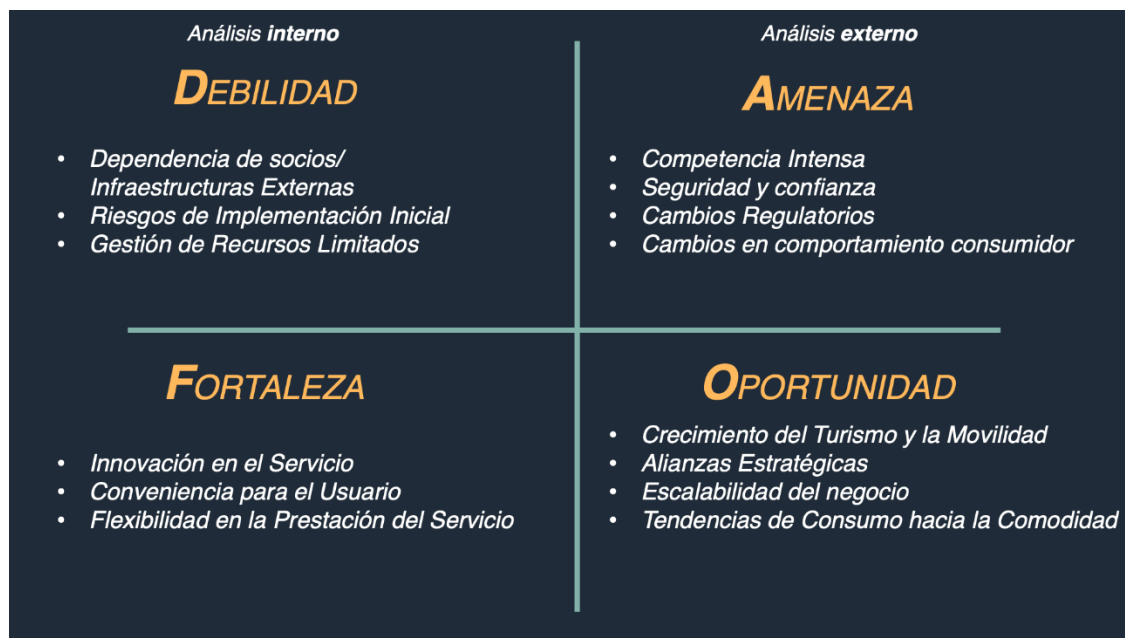 Análisis interno
DEBILIDAD
• Dependencia de socios/
Infraestructuras Externas
• Riesgos de Implementación Inicial
• Gestión de Recursos Limitados
Análisis externo
AMENAZA
• Competencia Intensa
• Seguridad y confianza
• Cambios Regulatorios
• Cambios en comportamiento consumidor
FORTALEZA
• Innovación en el Servicio
• Conveniencia para el Usuario
• Flexibilidad en la Prestación del Servicio
OPORTUNIDAD
• Crecimiento del Turismo y la Movilidad
• Alianzas Estratégicas
• Escalabilidad del negocio
• Tendencias de Consumo hacia la Comodidad